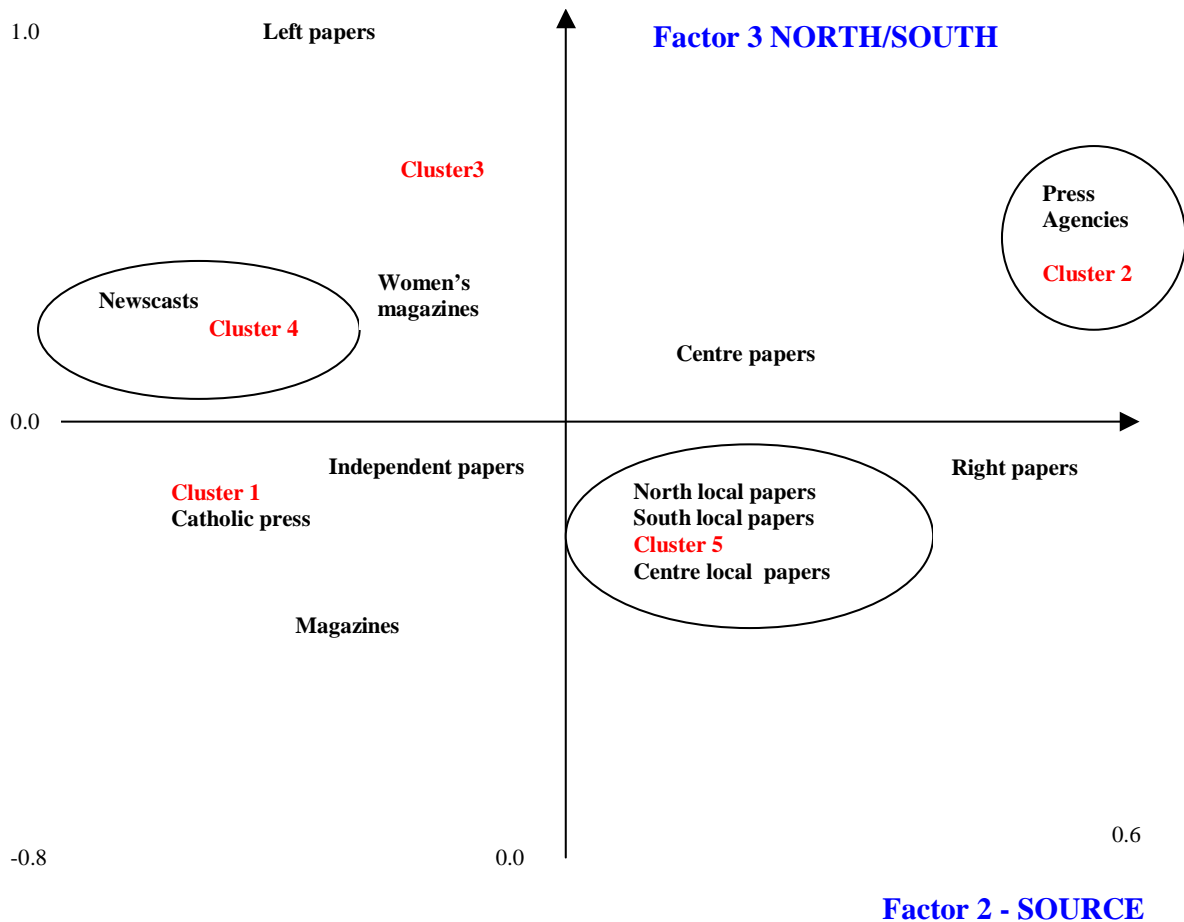 1.0
Left papers
Factor 3 NORTH/SOUTH
Cluster3
Press
Agencies
Cluster 2
Women’s
magazines
Newscasts
Cluster 4
Centre papers
0.0
Independent papers
Right papers
Cluster 1
Catholic press
North local papers
South local papers
Cluster 5
Centre local  papers
Magazines
0.6
-0.8
0.0
Factor 2 - SOURCE